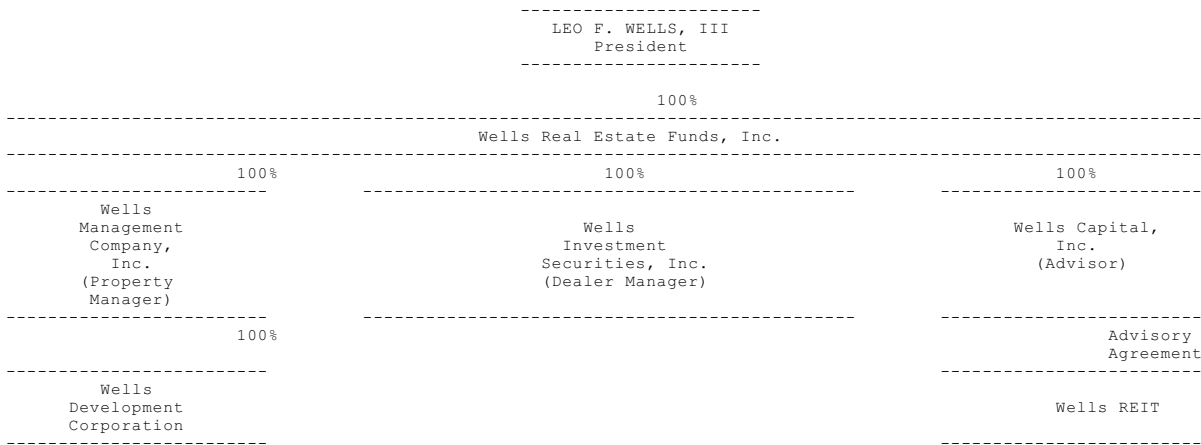 LEO F. WELLS, III
President
100%
Wells Real Estate Funds, Inc.
100% 100% 100%
Wells
Management
Company,
Inc.
(Property
Manager)
Wells
Investment
Securities, Inc.
(Dealer Manager)
Wells Capital,
Inc.
(Advisor)
100%
Advisory
Agreement
Wells
Development
Corporation
Wells REIT